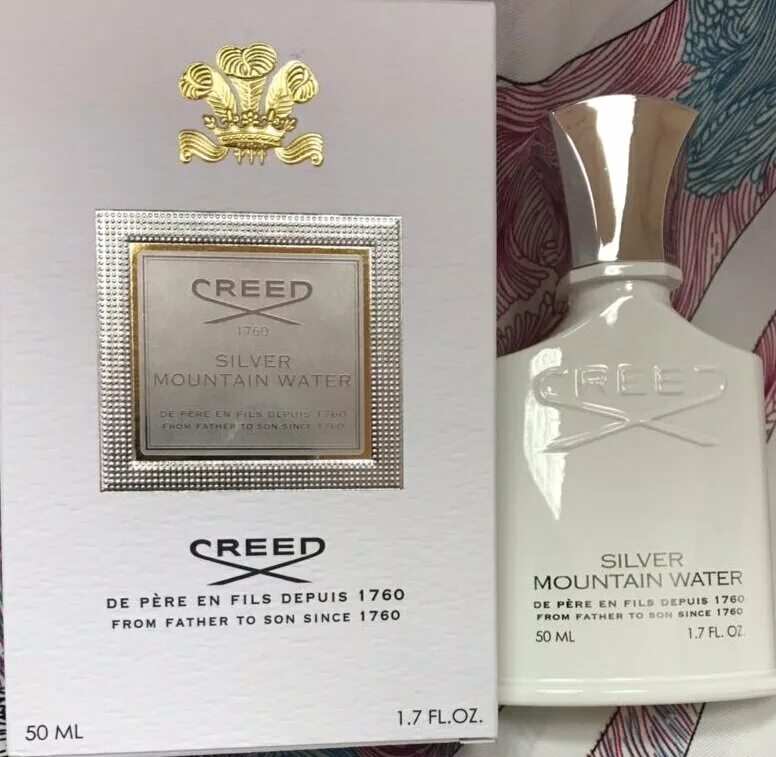 CREED
1760
SILVER
MOUNTAIN WATER
DE PÈRE EN FILS DEPUIS 1760
FROM FATHER TO SON SINCE 1760
CREED
DE PÈRE EN FILS DEPUIS 1760
FROM FATHER TO SON SINCE 1760
50 ML
1.7 FL.OZ.
CREED
SILVER
MOUNTAIN WATER
DE PÈRE EN FILS DEPUIS 1760
FROM FATHER TO SON SINCE 1760
50 ML
1.7 FL. OZ.